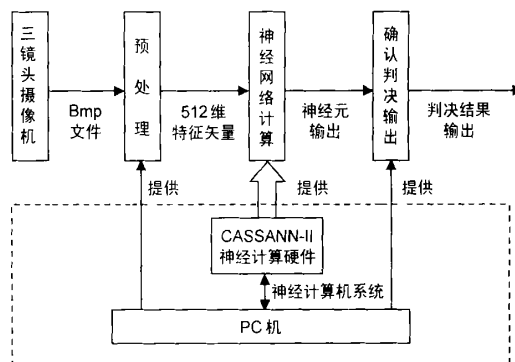 三镜头摄像机
Bmp
文件
预处理
512维
特征矢量
神经网络计算
神经元
输出
确认判决输出
判决结果
输出
提供
提供
提供
CASSANN-II
神经计算硬件
神经计算机系统
PC机